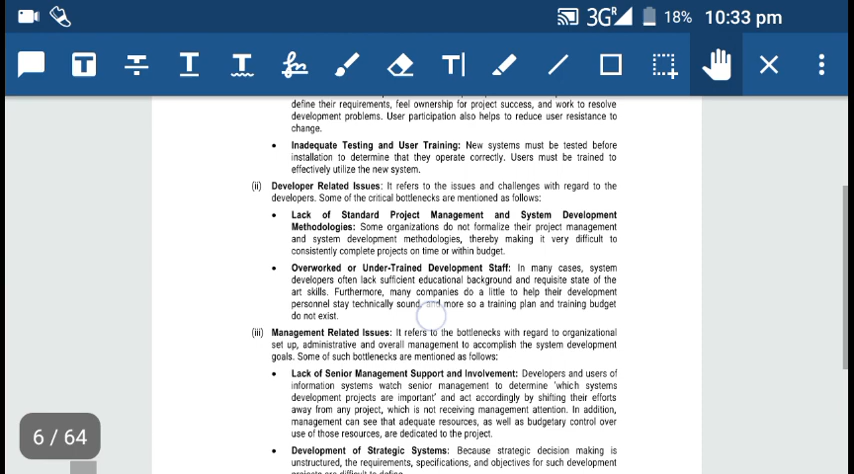 3G R 18% 10:33 pm
T T T T
define their requirements, feel ownership for project success, and work to resolve
development problems. User participation also helps to reduce user resistance to
change.
• Inadequate Testing and User Training: New systems must be tested before
installation to determine that they operate correctly. Users must be trained to
effectively utilize the new system.
(ii) Developer Related Issues: It refers to the issues and challenges with regard to the
developers. Some of the critical bottlenecks are mentioned as follows:
• Lack of Standard Project Management and System Development
Methodologies: Some organizations do not formalize their project management
and system development methodologies, thereby making it very difficult to
consistently complete projects on time or within budget.
• Overworked or Under-Trained Development Staff: In many cases, system
developers often lack sufficient educational background and requisite state of the
art skills. Furthermore, many companies do a little to help their development
personnel stay technically sound, and more so a training plan and training budget
do not exist.
(iii) Management Related Issues: It refers to the bottlenecks with regard to organizational
set up, administrative and overall management to accomplish the system development
goals. Some of such bottlenecks are mentioned as follows:
• Lack of Senior Management Support and Involvement: Developers and users of
information systems watch senior management to determine 'which systems
development projects are important' and act accordingly by shifting their efforts
away from any project, which is not receiving management attention. In addition,
management can see that adequate resources, as well as budgetary control over
use of those resources, are dedicated to the project.
6 / 64
• Development of Strategic Systems: Because strategic decision making is
unstructured, the requirements, specifications, and objectives for such development
projects are difficult to define.